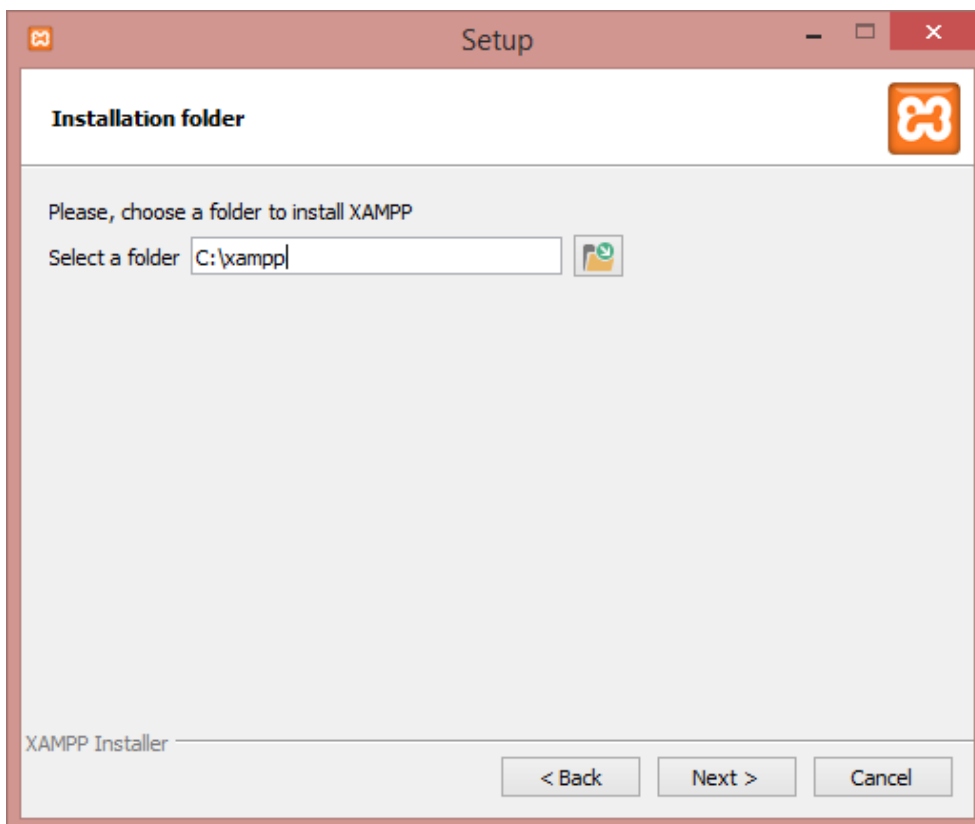 Setup
Installation folder
Please, choose a folder to install XAMPP
Select a folder C:\xampp
XAMPP Installer
< Back Next > Cancel